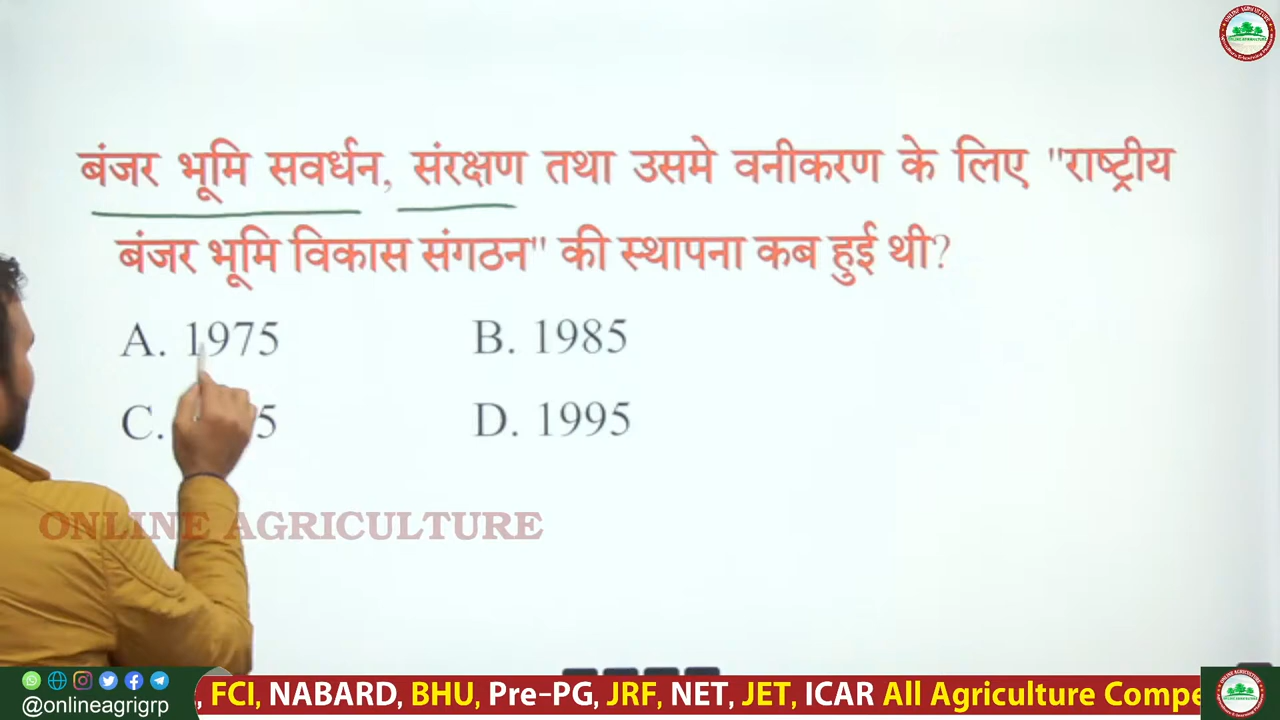 बंजर भूमि सवर्धन, संरक्षण तथा उसमे वनीकरण के लिए "राष्ट्रीय
बंजर भूमि विकास संगठन" की स्थापना कब हुई थी?
A. 1975 B. 1985
C. 5 D. 1995
ONLINE AGRICULTURE
@onlineagrigrp
, FCI, NABARD, BHU, Pre-PG, JRF, NET, JET, ICAR All Agriculture Compe